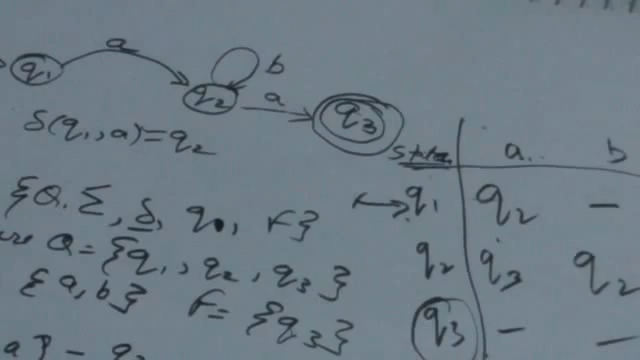 q₁ a q₂ b a q₃
δ(q₁, a) = q₂
{Q, Σ, δ, q₀, F}
Q = {q₁, q₂, q₃}
{a, b} F = {q₃}
State a b
→ q₁ q₂ —
q₂ q₃ q₂
q₃ — —